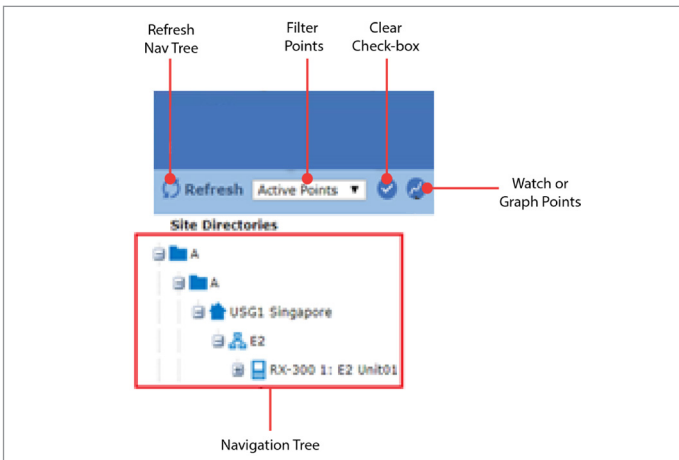 Refresh
Nav Tree
Filter
Points
Clear
Check-box
Refresh
Active Points
Watch or
Graph Points
Site Directories
A
A
USG1 Singapore
E2
RX-300 1: E2 Unit01
Navigation Tree